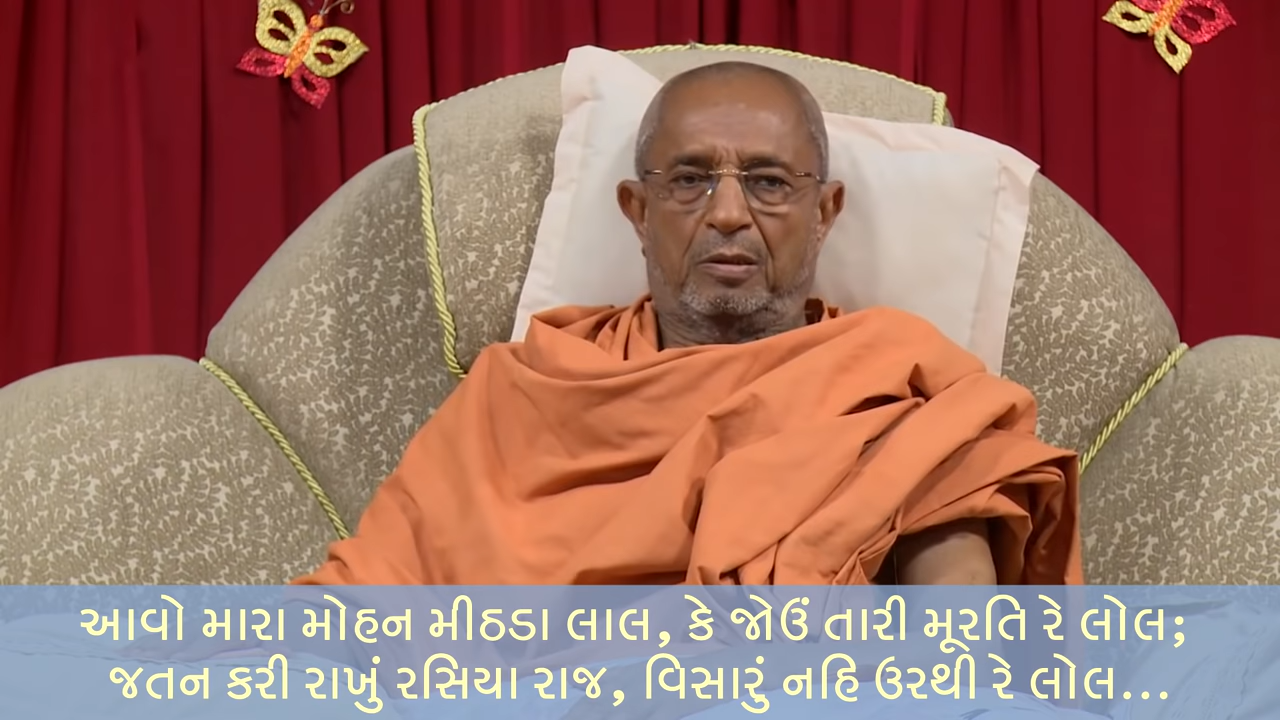 આવો મારા મોહન મીઠડા લાલ, કે જોઉં તારી મૂરતિ રે લોલ;
જતન કરી રાખું રસિયા રાજ, વિસારું નહિ ઉરથી રે લોલ...